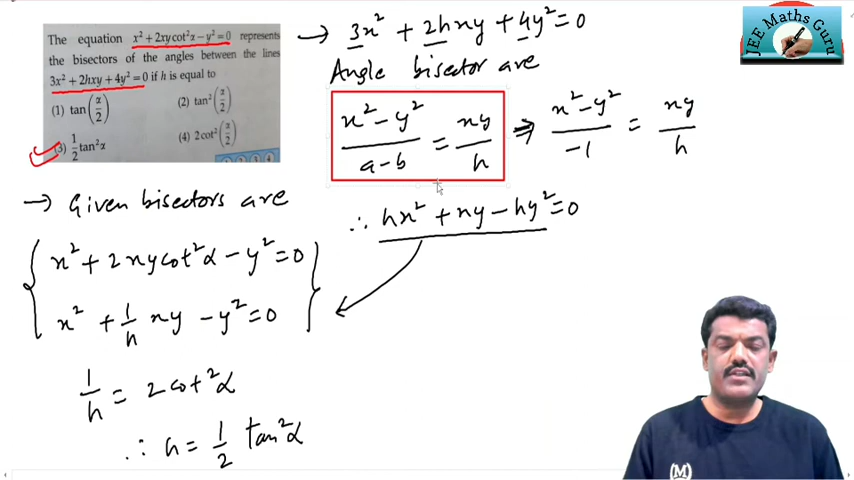 The equation x² + 2xy cot²α – y² = 0 represents
the bisectors of the angles between the lines
3x² + 2hxy + 4y² = 0 if h is equal to
(1) tan(α/2) (2) tan²(α/2)
(3) 1/2 tan²α (4) 2cot²(α/2)
→ 3x² + 2hxy + 4y² = 0
Angle bisector are
(x² – y²)/(a – b) = xy/h ⇒ (x² – y²)/–1 = xy/h
∴ hx² + xy – hy² = 0
→ Given bisectors are
x² + 2xycot²α – y² = 0
x² + 1/h xy – y² = 0
1/h = 2cot²α
∴ h = 1/2 tan²α
JEE Maths Guru
(M)